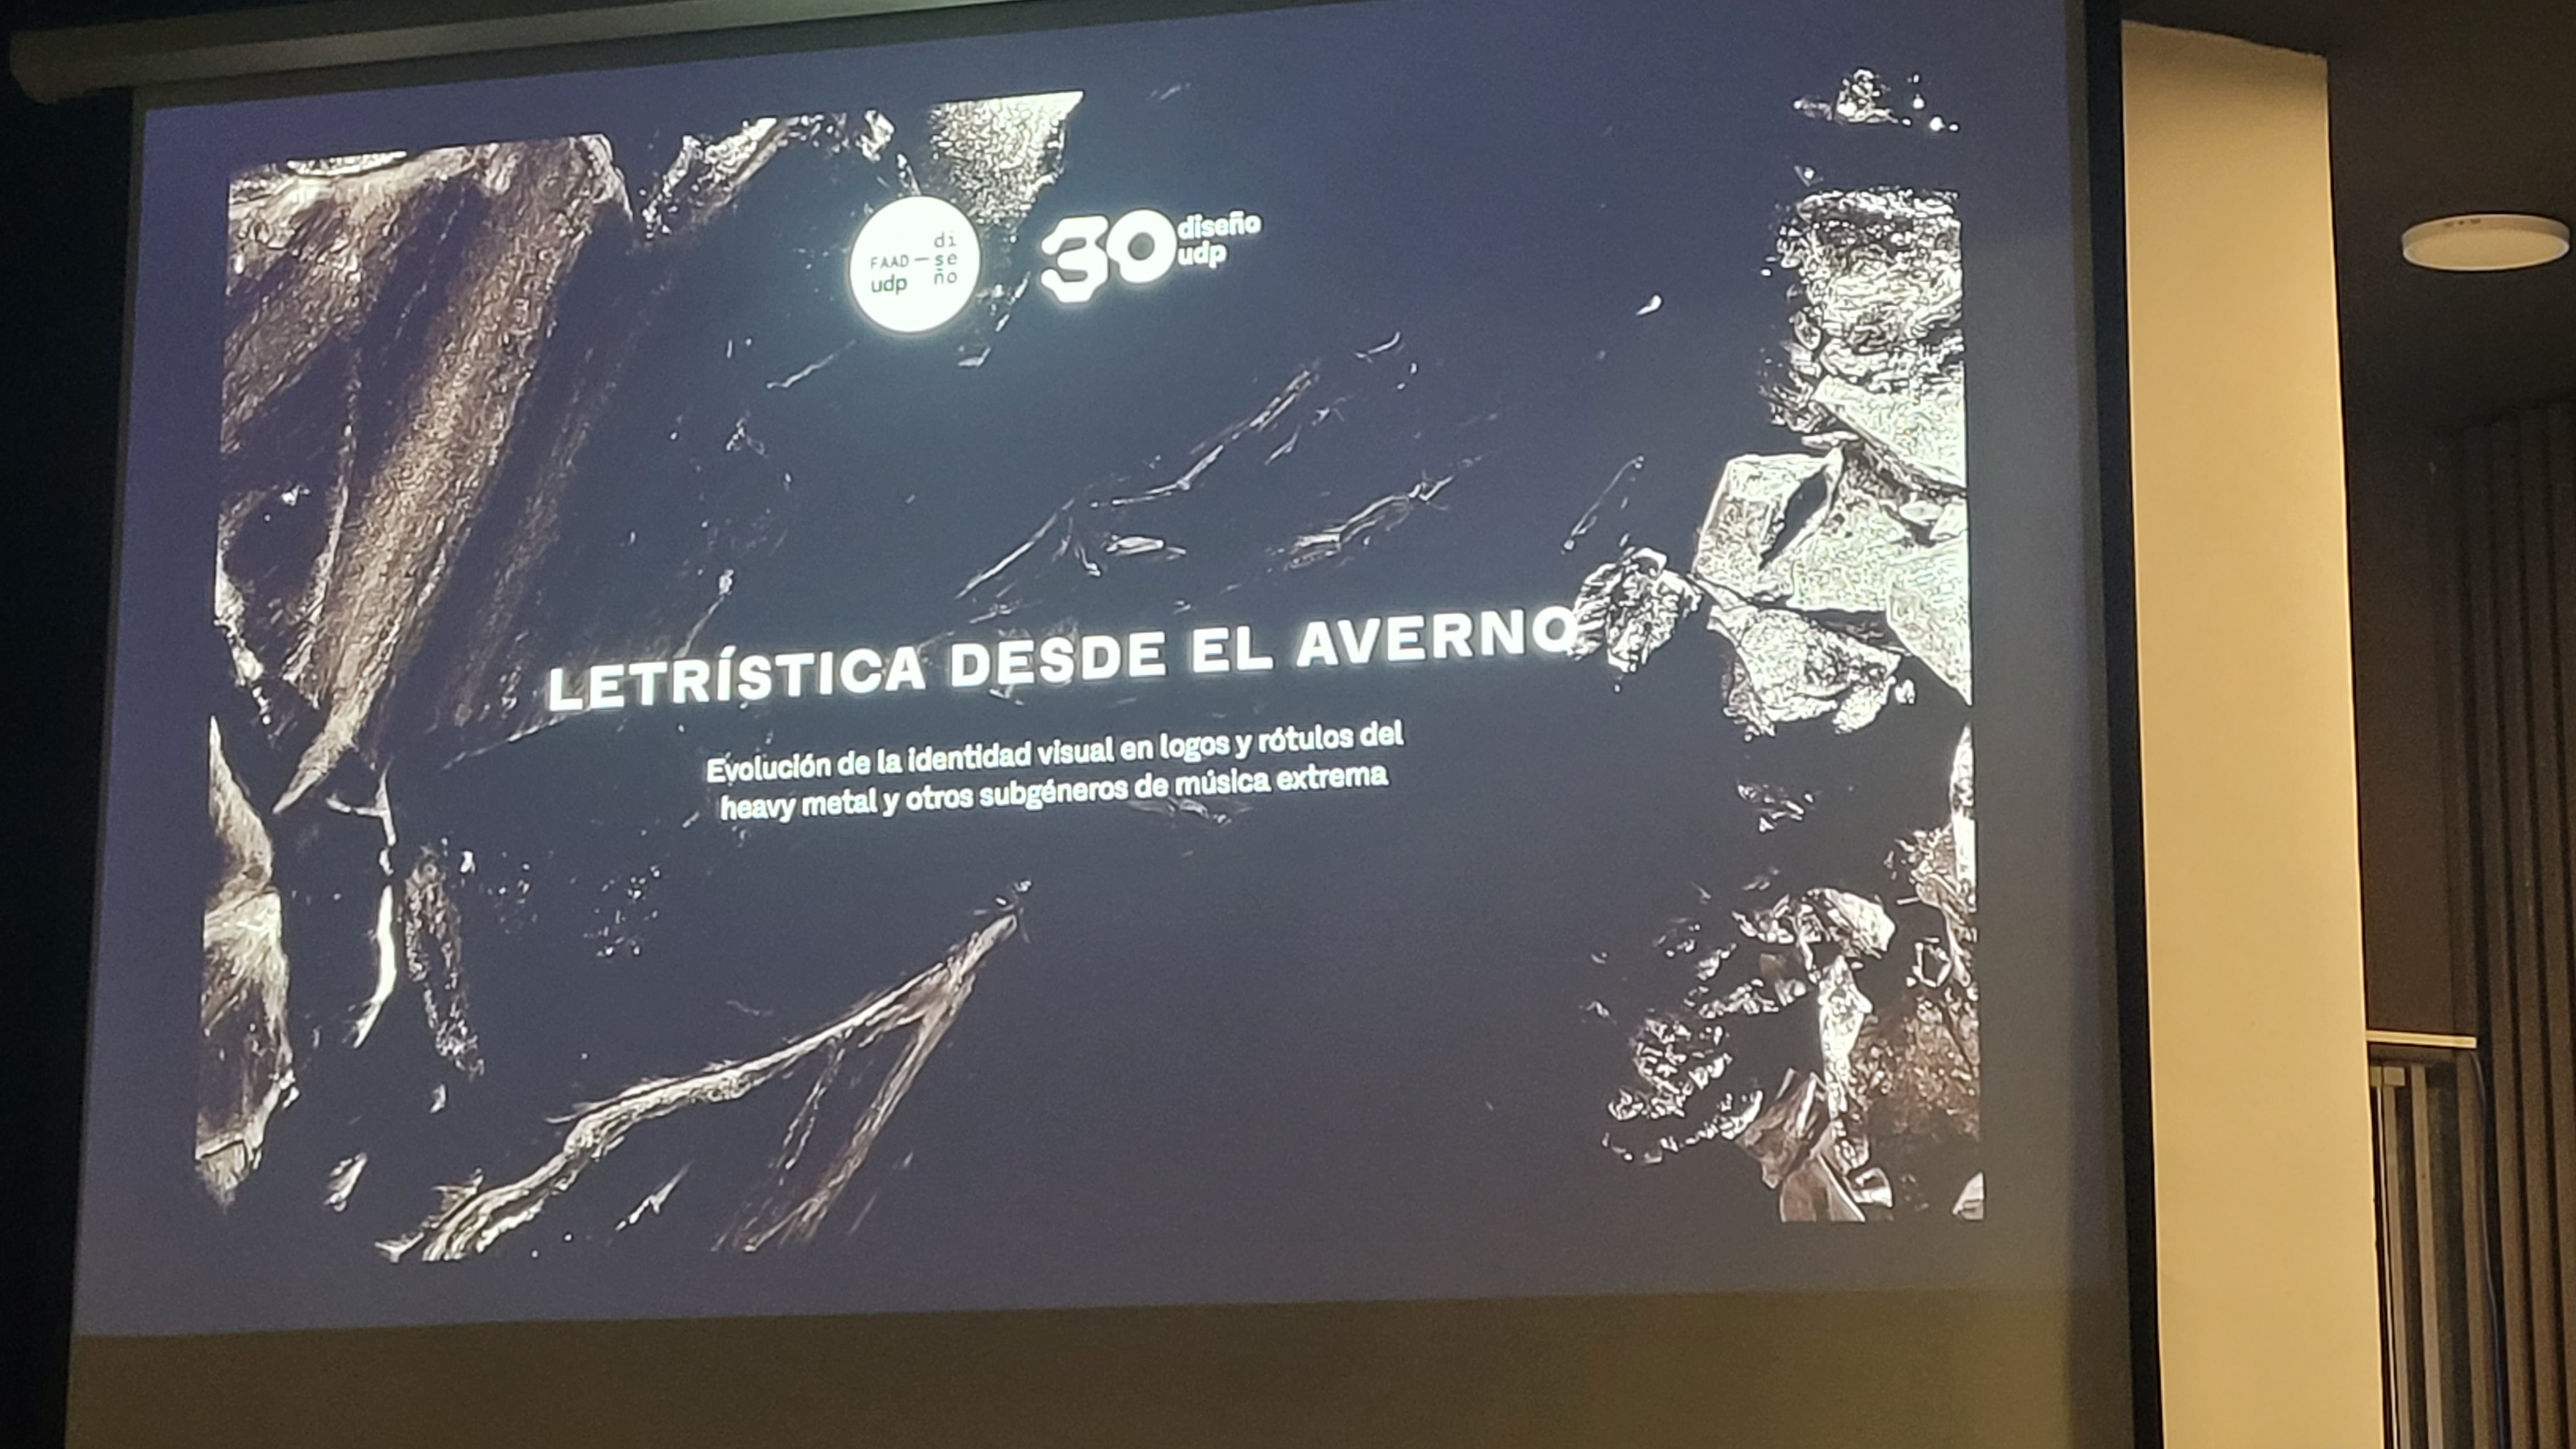 di
FAAD — se
udp ño
30 diseño
udp
LETRÍSTICA DESDE EL AVERNO
Evolución de la identidad visual en logos y rótulos del
heavy metal y otros subgéneros de música extrema